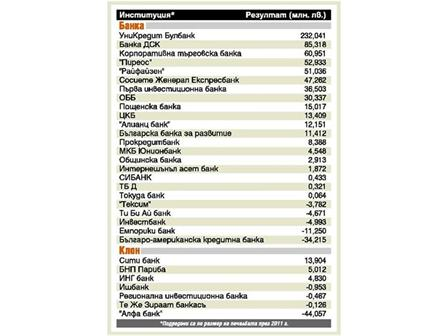 Институция* Резултат (млн. лв.)
Банка
УниКредит Булбанк 232,041
Банка ДСК 85,318
Корпоративна търговска банка 60,951
"Пиреос" 52,933
"Райфайзен" 51,036
Сосиете Женерал Експресбанк 47,262
Първа инвестиционна банка 36,503
ОББ 30,337
Пощенска банка 15,017
ЦКБ 13,409
"Алианц банк" 12,151
Българска банка за развитие 11,412
Прокредитбанк 8,388
МКБ Юнионбанк 4,548
Общинска банка 2,913
Интернешънъл асет банк 1,872
СИБАНК 0,433
ТБ Д 0,321
Токуда банк 0,064
"Тексим" -3,782
Ти Би Ай банк -4,671
Инвестбанк -4,993
Емпорики банк -11,250
Българо-американска кредитна банка -34,215
Клон
Сити банк 13,904
БНП Париба 5,012
ИНГ банк 4,830
Ишбанк -0,953
Регионална инвестиционна банка -0,467
Те Же Зираат банкасъ -0,126
"Алфа банк" -44,057
*Подредени са по размер на печалбата през 2011 г.